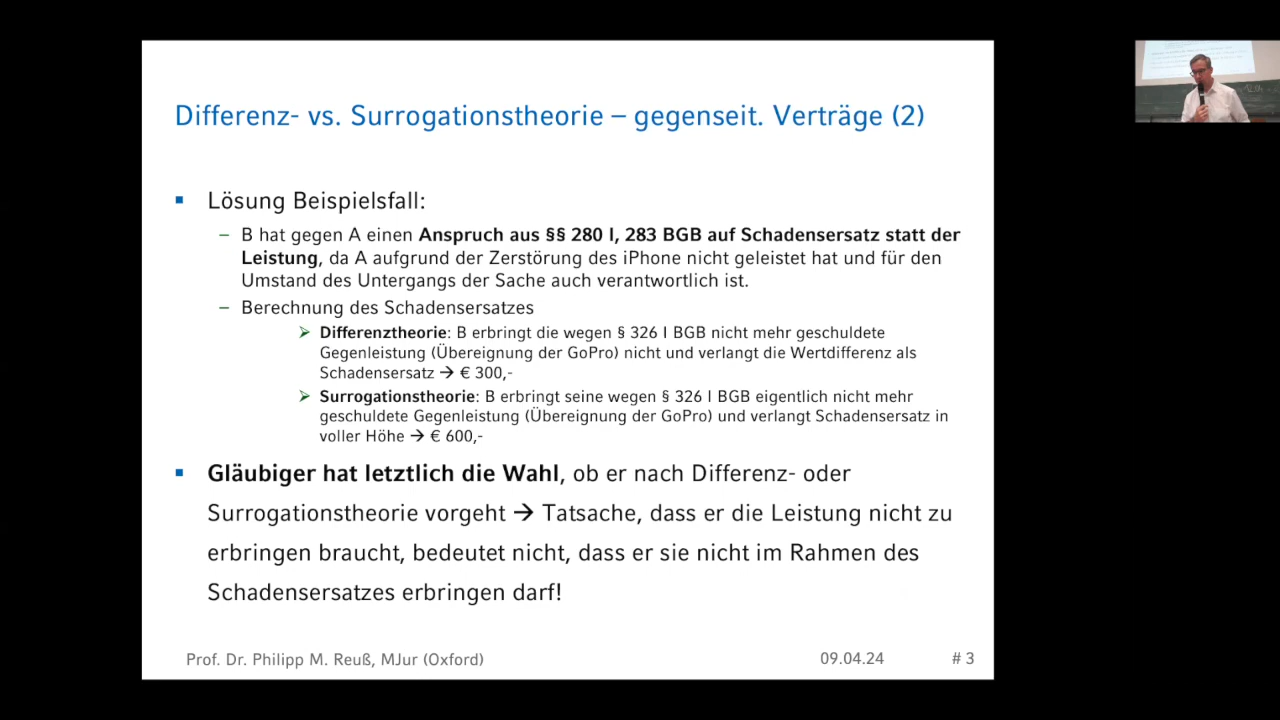 Differenz- vs. Surrogationstheorie – gegenseit. Verträge (2)
▪ Lösung Beispielsfall:
– B hat gegen A einen Anspruch aus §§ 280 I, 283 BGB auf Schadensersatz statt der
Leistung, da A aufgrund der Zerstörung des iPhone nicht geleistet hat und für den
Umstand des Untergangs der Sache auch verantwortlich ist.
– Berechnung des Schadensersatzes
➢ Differenztheorie: B erbringt die wegen § 326 I BGB nicht mehr geschuldete
Gegenleistung (Übereignung der GoPro) nicht und verlangt die Wertdifferenz als
Schadensersatz → € 300,-
➢ Surrogationstheorie: B erbringt seine wegen § 326 I BGB eigentlich nicht mehr
geschuldete Gegenleistung (Übereignung der GoPro) und verlangt Schadensersatz in
voller Höhe → € 600,-
▪ Gläubiger hat letztlich die Wahl, ob er nach Differenz- oder
Surrogationstheorie vorgeht → Tatsache, dass er die Leistung nicht zu
erbringen braucht, bedeutet nicht, dass er sie nicht im Rahmen des
Schadensersatzes erbringen darf!
Prof. Dr. Philipp M. Reuß, MJur (Oxford) 09.04.24 # 3